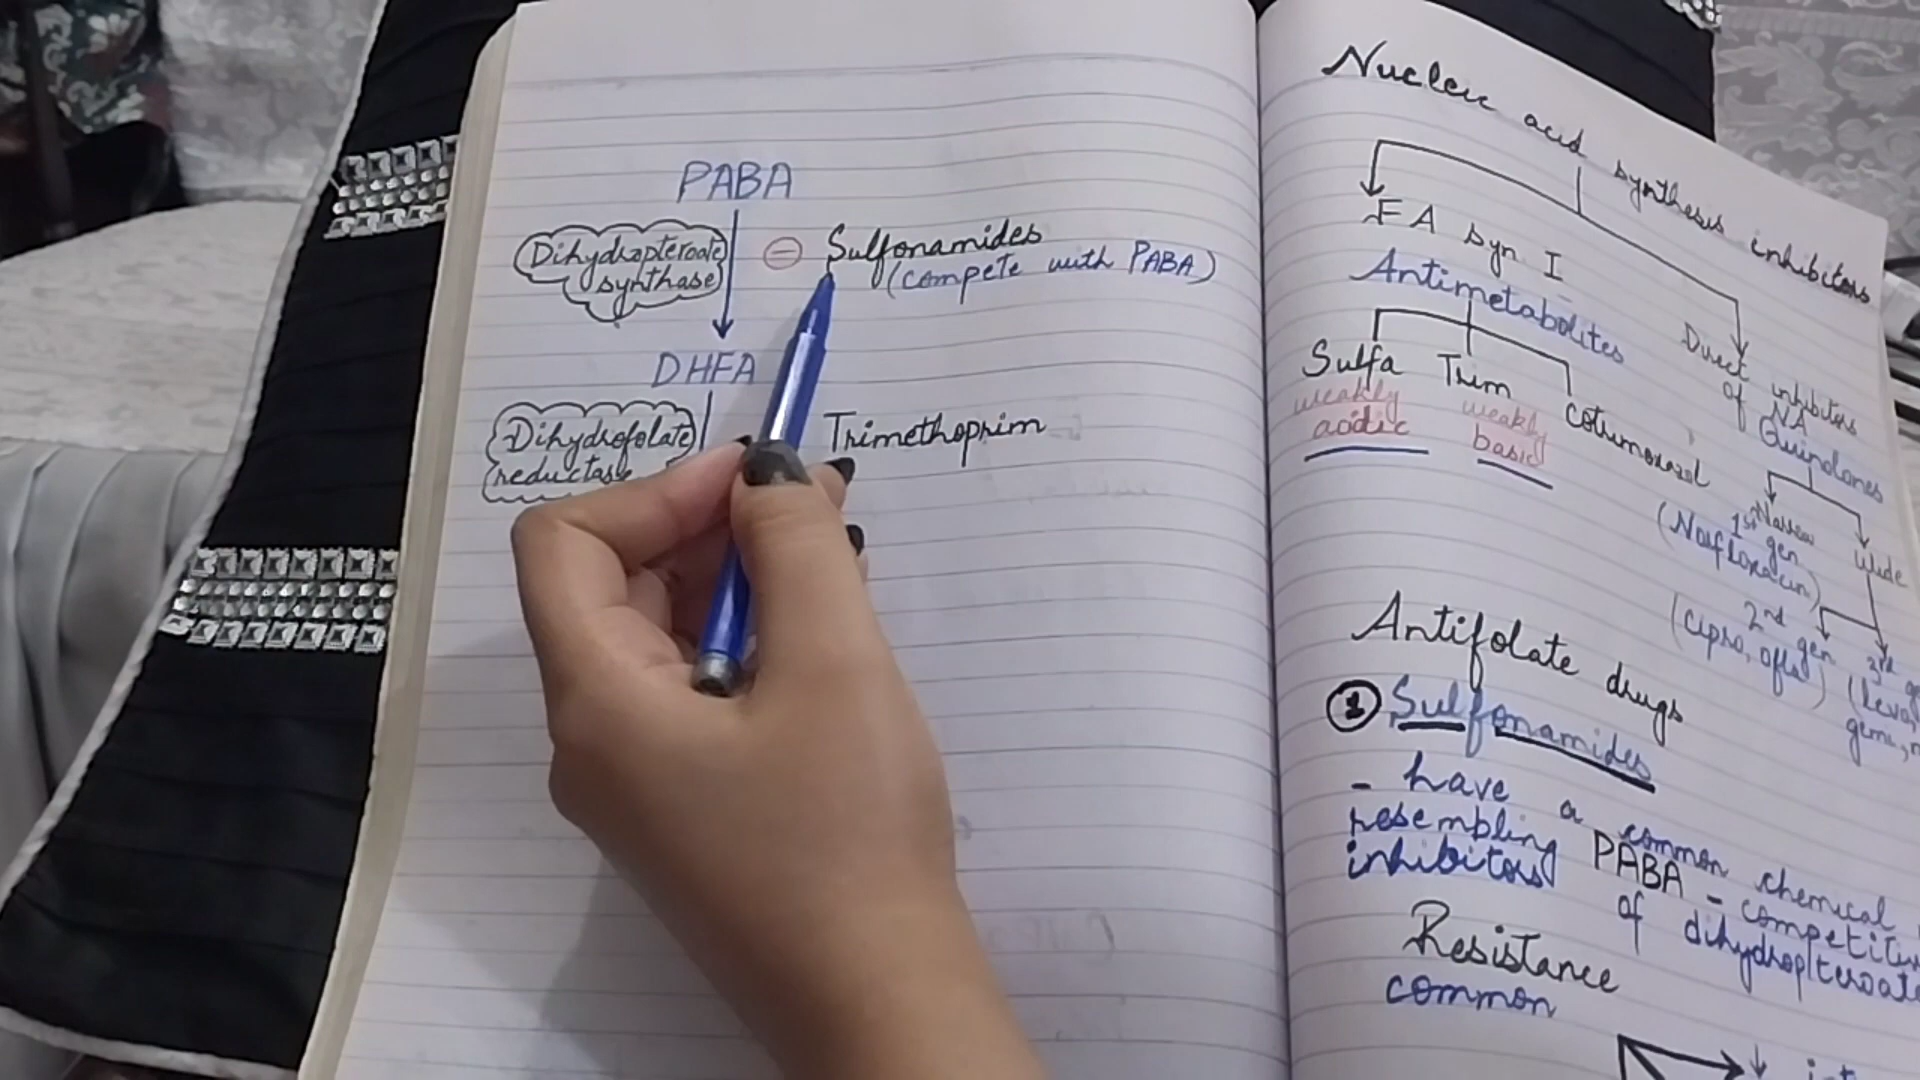 PABA
Dihydropteroate
synthase
⊖ Sulfonamides
(compete with PABA)
DHFA
Dihydrofolate
reductase
Trimethoprim
Nucleic acid synthesis inhibitors
FA syn I
Antimetabolites
Sulfa Trim Cotrimoxazol
weakly
acidic
weakly
basic
Direct inhibitors
of NA
Quinolones
Narrow
1st gen
(Norfloxacin)
Wide
2nd gen
(cipro, oflo)
3rd
(levo,
gemi,
Antifolate drugs
1 Sulfonamides
- have a common chemical
resembling PABA - competitive
inhibitors of dihydropteroate
Resistance
common